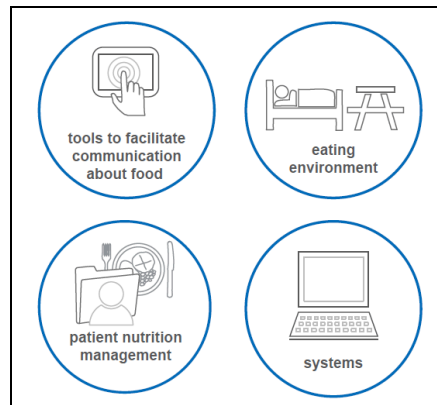 tools to facilitate
communication
about food
eating
environment
patient nutrition
management
systems